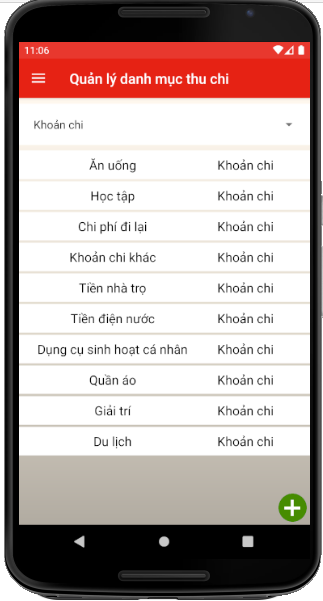 11:06
Quản lý danh mục thu chi
Khoản chi
Ăn uống Khoản chi
Học tập Khoản chi
Chi phí đi lại Khoản chi
Khoản chi khác Khoản chi
Tiền nhà trọ Khoản chi
Tiền điện nước Khoản chi
Dụng cụ sinh hoạt cá nhân Khoản chi
Quần áo Khoản chi
Giải trí Khoản chi
Du lịch Khoản chi